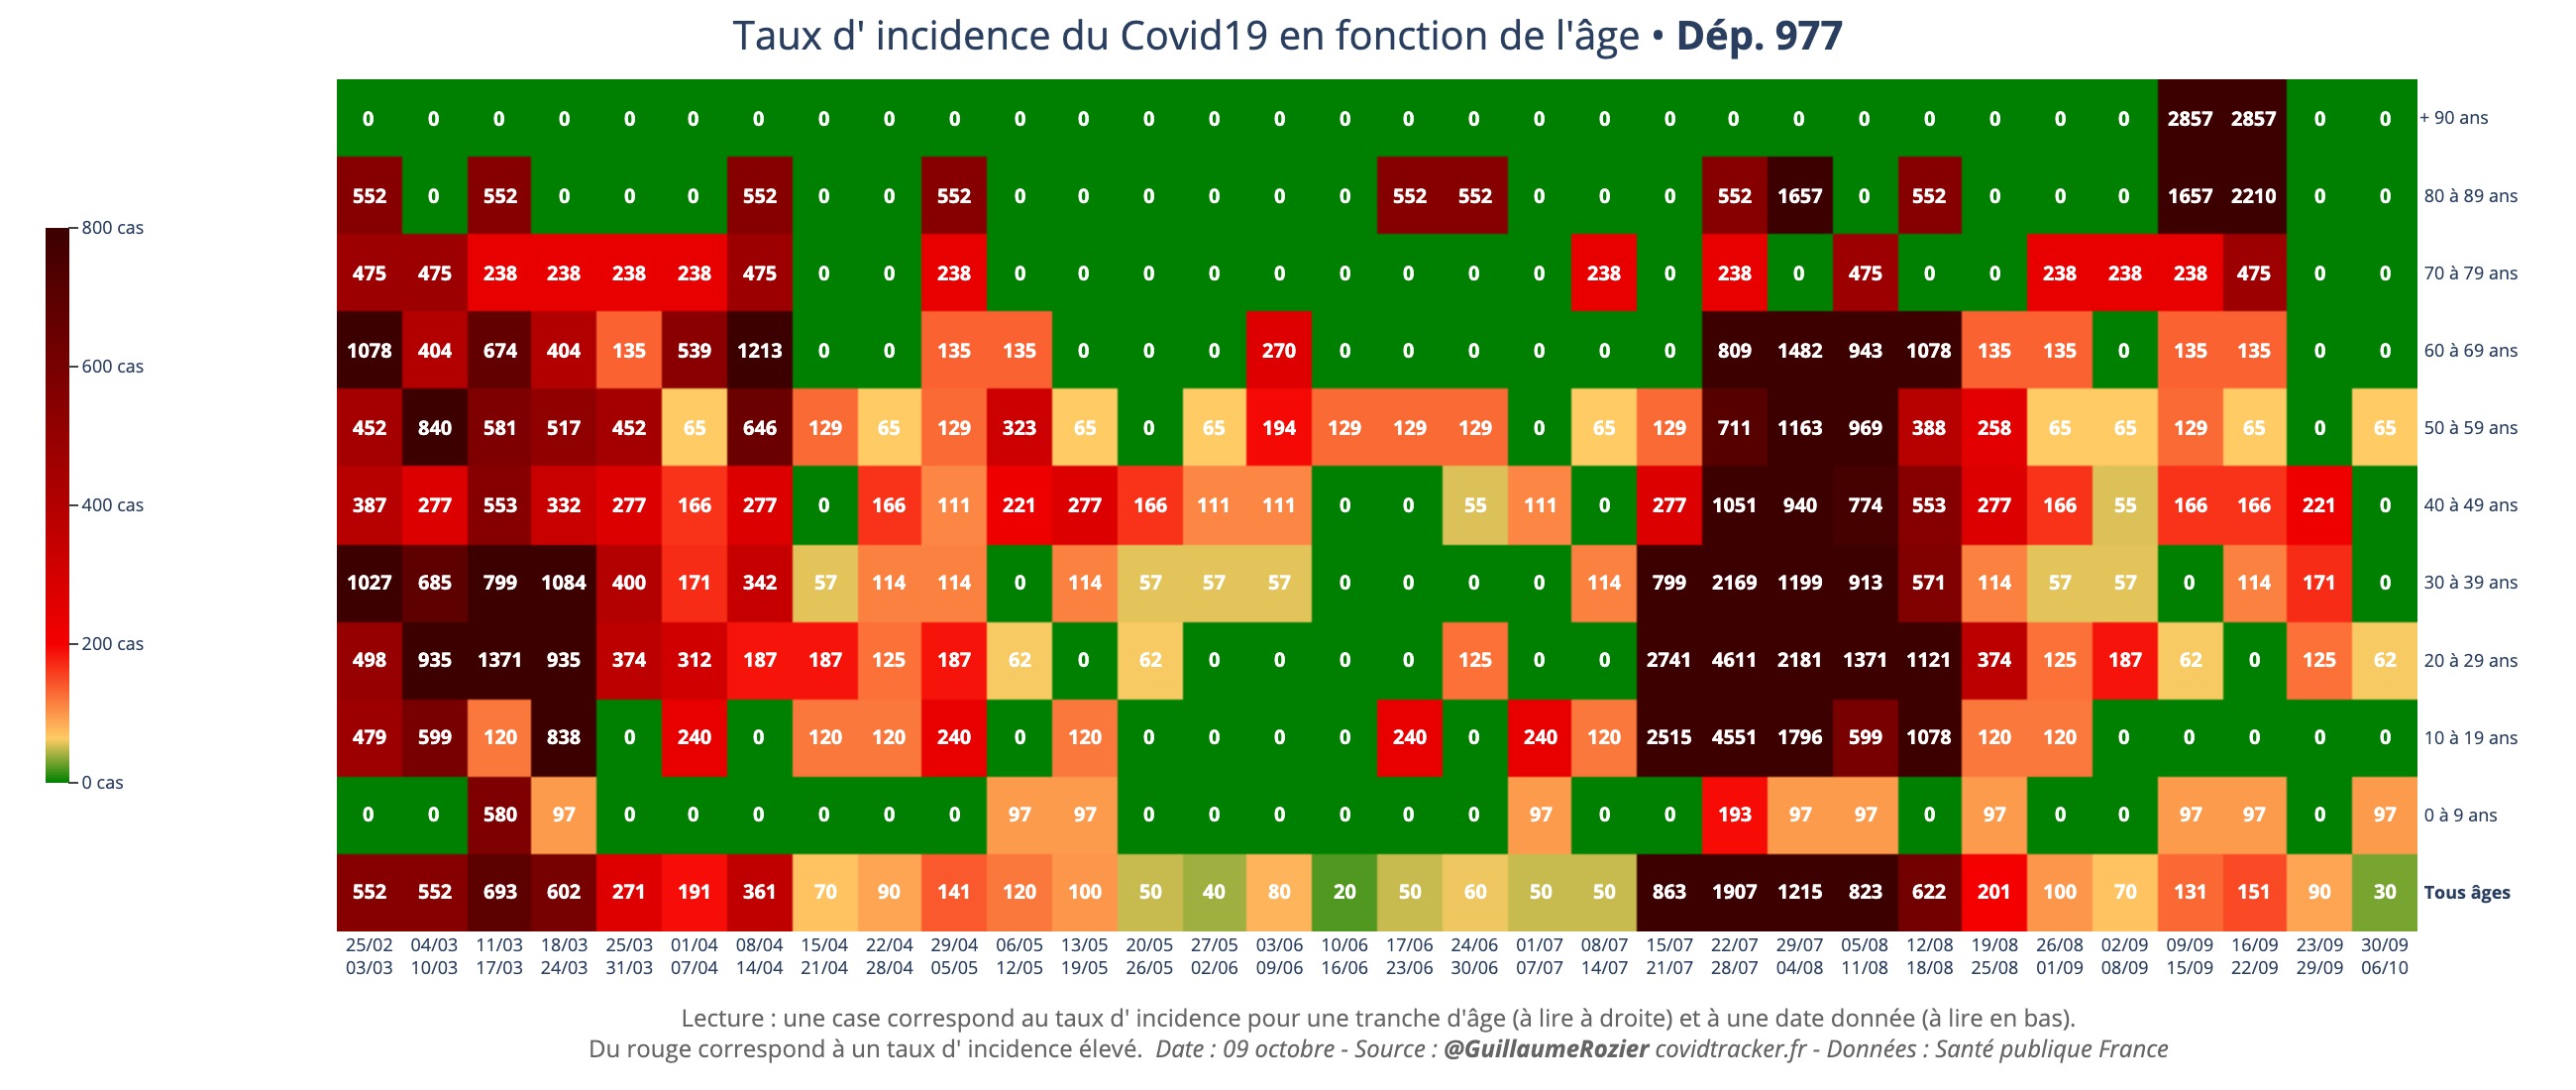 Taux d' incidence du Covid19 en fonction de l'âge • Dép. 977
800 cas
600 cas
400 cas
200 cas
0 cas
0 0 0 0 0 0 0 0 0 0 0 0 0 0 0 0 0 0 0 0 0 0 0 0 0 0 0 0 2857 2857 0 0 + 90 ans
552 0 552 0 0 0 552 0 0 552 0 0 0 0 0 0 552 552 0 0 0 552 1657 0 552 0 0 0 1657 2210 0 0 80 à 89 ans
475 475 238 238 238 238 475 0 0 238 0 0 0 0 0 0 0 0 0 238 0 238 0 475 0 0 238 238 238 475 0 0 70 à 79 ans
1078 404 674 404 135 539 1213 0 0 135 135 0 0 0 270 0 0 0 0 0 0 809 1482 943 1078 135 135 0 135 135 0 0 60 à 69 ans
452 840 581 517 452 65 646 129 65 129 323 65 0 65 194 129 129 129 0 65 129 711 1163 969 388 258 65 65 129 65 0 65 50 à 59 ans
387 277 553 332 277 166 277 0 166 111 221 277 166 111 111 0 0 55 111 0 277 1051 940 774 553 277 166 55 166 166 221 0 40 à 49 ans
1027 685 799 1084 400 171 342 57 114 114 0 114 57 57 57 0 0 0 0 114 799 2169 1199 913 571 114 57 57 0 114 171 0 30 à 39 ans
498 935 1371 935 374 312 187 187 125 187 62 0 62 0 0 0 0 125 0 0 2741 4611 2181 1371 1121 374 125 187 62 0 125 62 20 à 29 ans
479 599 120 838 0 240 0 120 120 240 0 120 0 0 0 0 240 0 240 120 2515 4551 1796 599 1078 120 120 0 0 0 0 0 10 à 19 ans
0 0 580 97 0 0 0 0 0 0 97 97 0 0 0 0 0 0 97 0 0 193 97 97 0 97 0 0 97 97 0 97 0 à 9 ans
552 552 693 602 271 191 361 70 90 141 120 100 50 40 80 20 50 60 50 50 863 1907 1215 823 622 201 100 70 131 151 90 30 Tous âges
25/02 04/03 11/03 18/03 25/03 01/04 08/04 15/04 22/04 29/04 06/05 13/05 20/05 27/05 03/06 10/06 17/06 24/06 01/07 08/07 15/07 22/07 29/07 05/08 12/08 19/08 26/08 02/09 09/09 16/09 23/09 30/09
03/03 10/03 17/03 24/03 31/03 07/04 14/04 21/04 28/04 05/05 12/05 19/05 26/05 02/06 09/06 16/06 23/06 30/06 07/07 14/07 21/07 28/07 04/08 11/08 18/08 25/08 01/09 08/09 15/09 22/09 29/09 06/10
Lecture : une case correspond au taux d' incidence pour une tranche d'âge (à lire à droite) et à une date donnée (à lire en bas).
Du rouge correspond à un taux d' incidence élevé. Date : 09 octobre - Source : @GuillaumeRozier covidtracker.fr - Données : Santé publique France